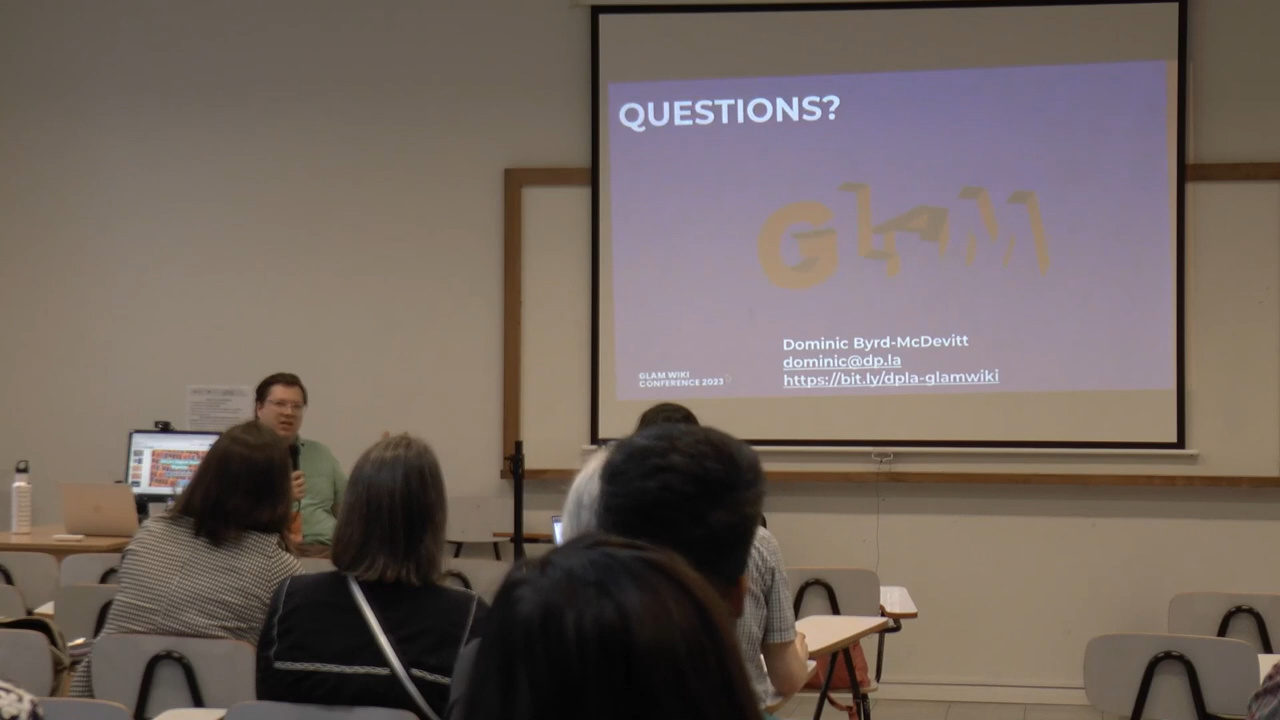 QUESTIONS?
GLAM
Dominic Byrd-McDevitt
dominic@dp.la
https://bit.ly/dpla-glamwiki
GLAM WIKI
CONFERENCE 2023